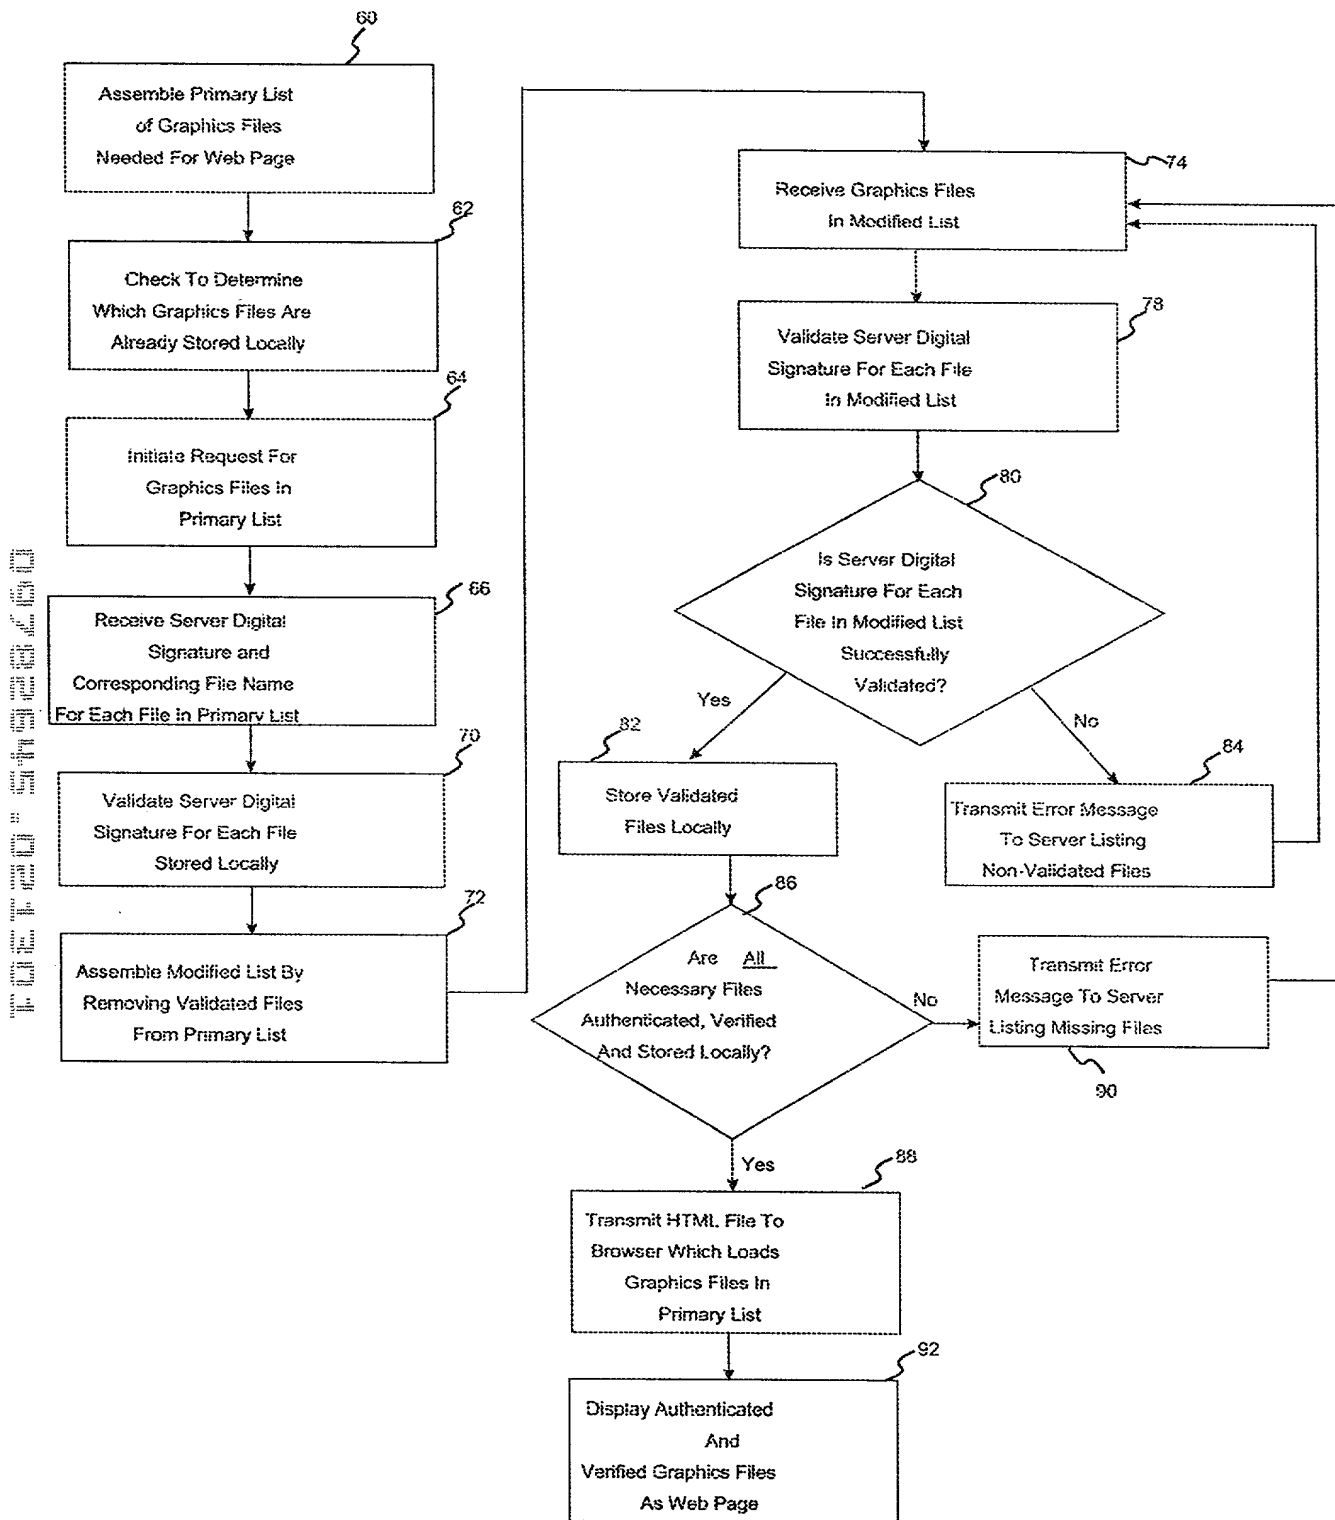 60
Assemble Primary List
of Graphics Files
Needed For Web Page
62
Check To Determine
Which Graphics Files Are
Already Stored Locally
64
Initiate Request For
Graphics Files In
Primary List
66
Receive Server Digital
Signature and
Corresponding File Name
For Each File in Primary List
70
Validate Server Digital
Signature For Each File
Stored Locally
72
Assemble Modified List By
Removing Validated Files
From Primary List
74
Receive Graphics Files
In Modified List
78
Validate Server Digital
Signature For Each File
In Modified List
80
Is Server Digital
Signature For Each
File In Modified List
Successfully
Validated?
Yes
No
82
Store Validated
Files Locally
84
Transmit Error Message
To Server Listing
Non-Validated Files
86
Are All
Necessary Files
Authenticated, Verified
And Stored Locally?
No
Transmit Error
Message To Server
Listing Missing Files
90
Yes
88
Transmit HTML File To
Browser Which Loads
Graphics Files In
Primary List
92
Display Authenticated
And
Verified Graphics Files
As Web Page
09782545.021301